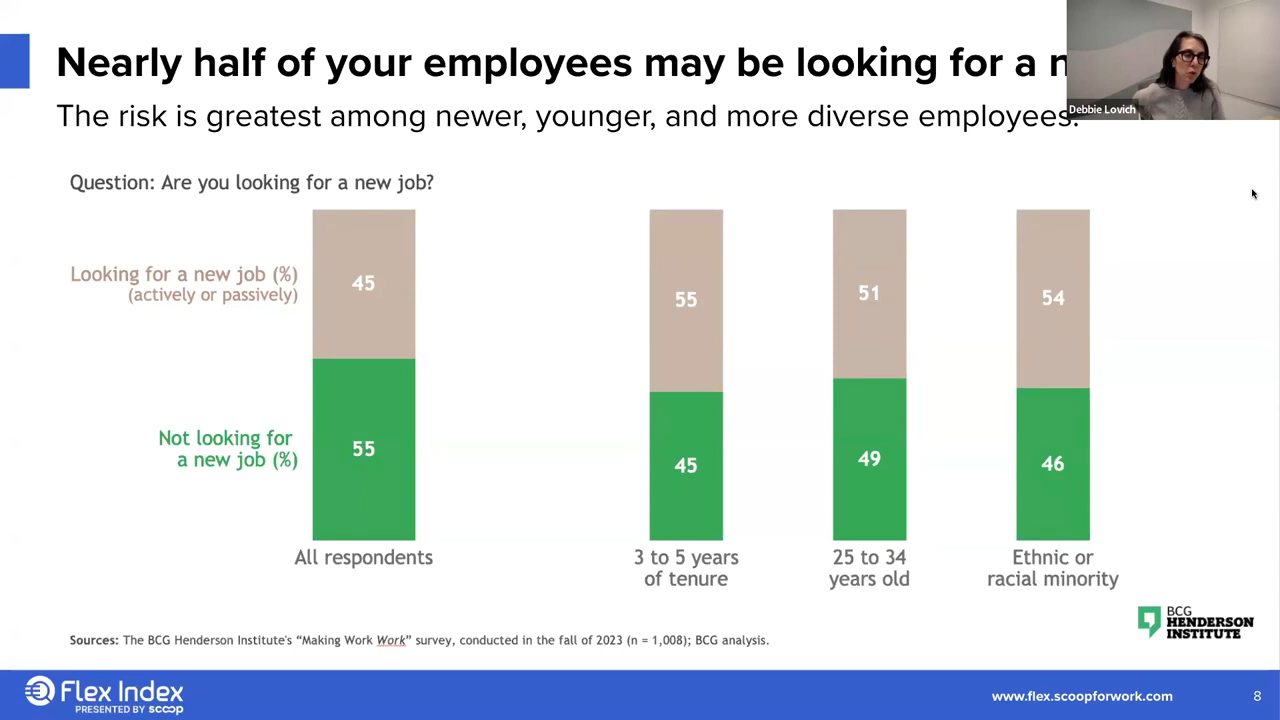 Nearly half of your employees may be looking for a
The risk is greatest among newer, younger, and more diverse employees.
Debbie Lovich
Question: Are you looking for a new job?
Looking for a new job (%)
(actively or passively)
45
55
51
54
Not looking for
a new job (%)
55
45
49
46
All respondents
3 to 5 years
of tenure
25 to 34
years old
Ethnic or
racial minority
BCG
HENDERSON
INSTITUTE
Sources: The BCG Henderson Institute's “Making Work Work” survey, conducted in the fall of 2023 (n = 1,008); BCG analysis.
Flex Index
PRESENTED BY scoop
www.flex.scoopforwork.com
8